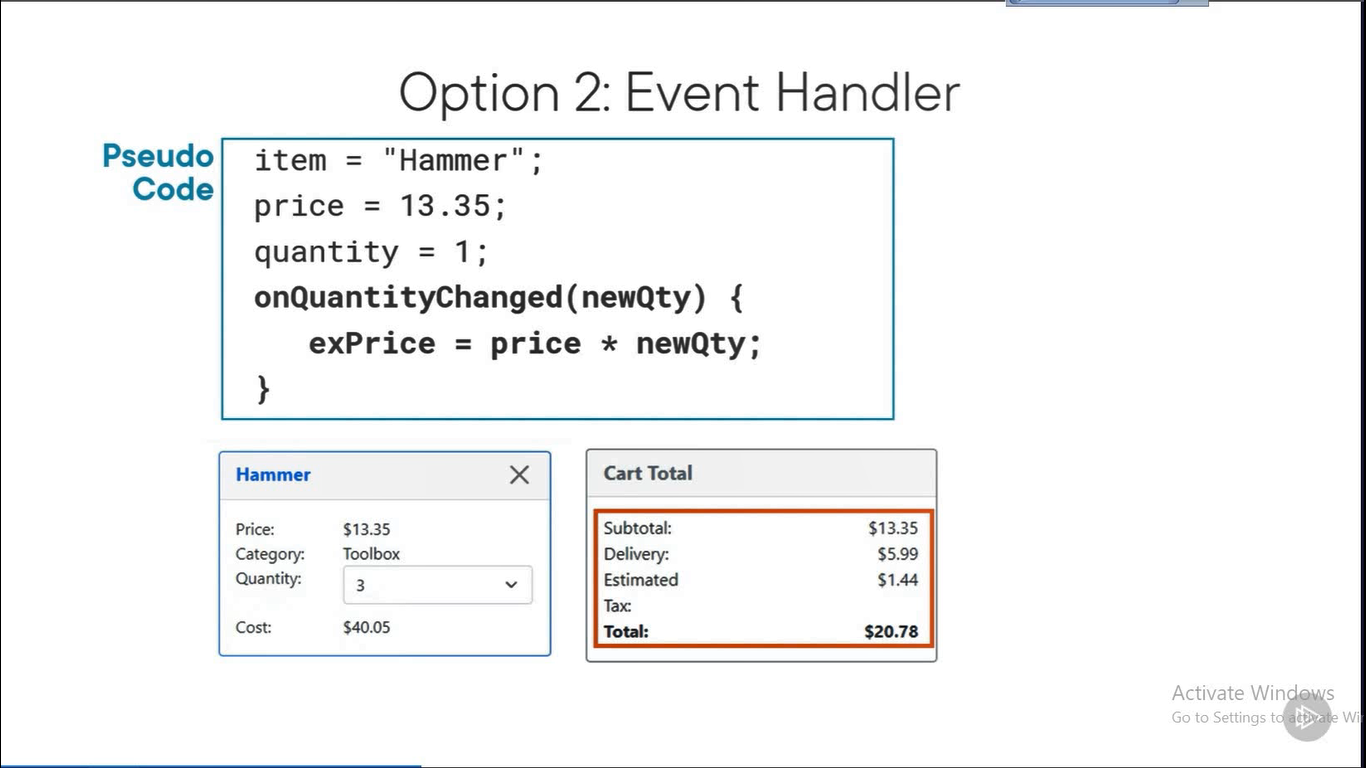 Option 2: Event Handler
Pseudo
Code
item = "Hammer";
price = 13.35;
quantity = 1;
onQuantityChanged(newQty) {
exPrice = price * newQty;
}
Hammer
Price: $13.35
Category: Toolbox
Quantity: 3
Cost: $40.05
Cart Total
Subtotal: $13.35
Delivery: $5.99
Estimated $1.44
Tax:
Total: $20.78
Activate Windows
Go to Settings to activate Wi